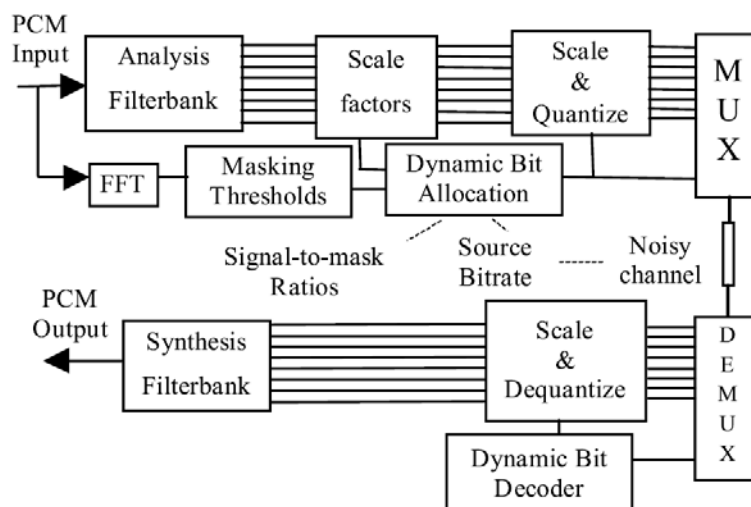 PCM
Input
Analysis
Filterbank
Scale
factors
Scale
&
Quantize
M
U
X
FFT
Masking
Thresholds
Dynamic Bit
Allocation
Signal-to-mask
Ratios
Source
Bitrate
Noisy
channel
PCM
Output
Synthesis
Filterbank
Scale
&
Dequantize
D
E
M
U
X
Dynamic Bit
Decoder